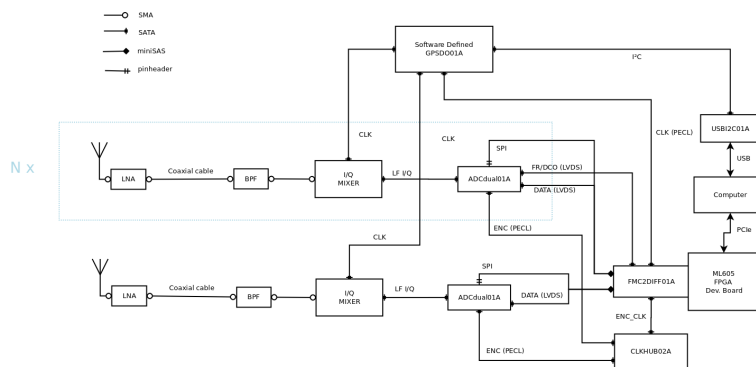 SMA
SATA
miniSAS
pinheader
Software Defined
GPSDO01A
I²C
CLK
CLK
CLK (PECL)
USBI2C01A
USB
N x
SPI
Coaxial cable
LNA
BPF
I/Q
MIXER
LF I/Q
ADCdual01A
FR/DCO (LVDS)
DATA (LVDS)
Computer
ENC (PECL)
PCIe
CLK
SPI
Coaxial cable
LNA
BPF
I/Q
MIXER
LF I/Q
ADCdual01A
DATA (LVDS)
FMC2DIFF01A
ML605
FPGA
Dev. Board
ENC_CLK
ENC (PECL)
CLKHUB02A